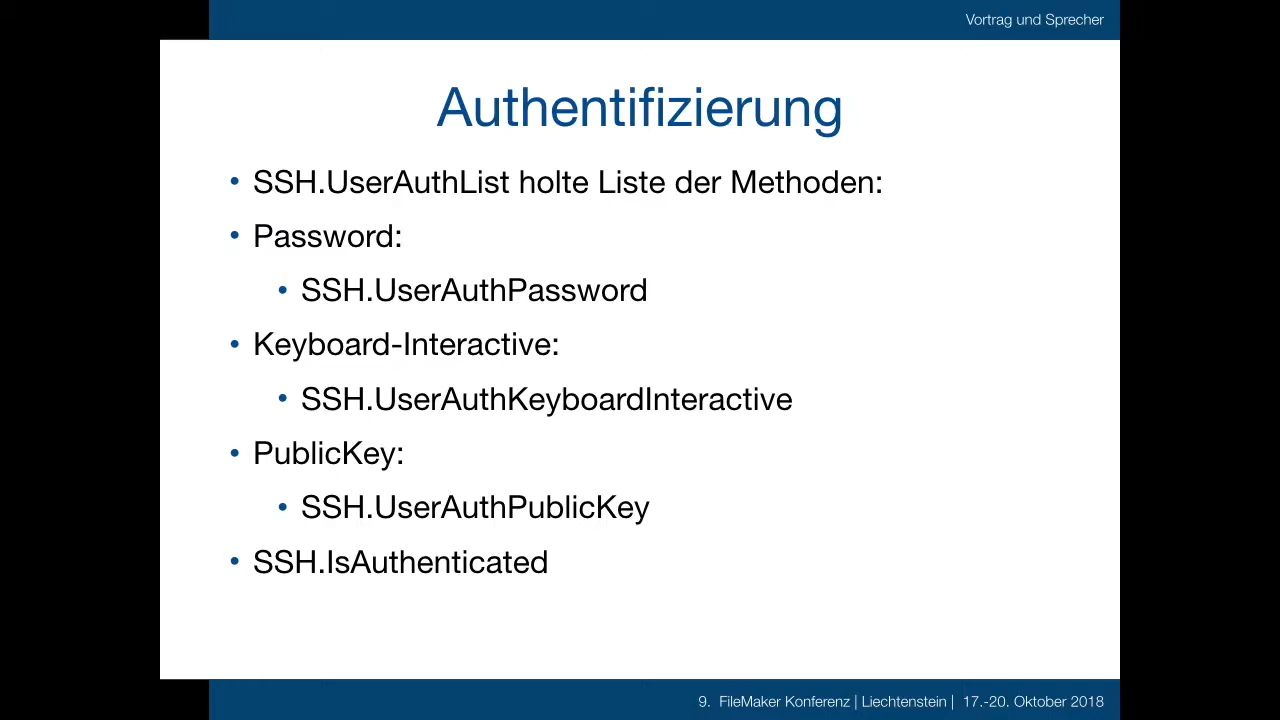 Vortrag und Sprecher
Authentifizierung
• SSH.UserAuthList holte Liste der Methoden:
• Password:
• SSH.UserAuthPassword
• Keyboard-Interactive:
• SSH.UserAuthKeyboardInteractive
• PublicKey:
• SSH.UserAuthPublicKey
• SSH.IsAuthenticated
9. FileMaker Konferenz | Liechtenstein | 17.-20. Oktober 2018